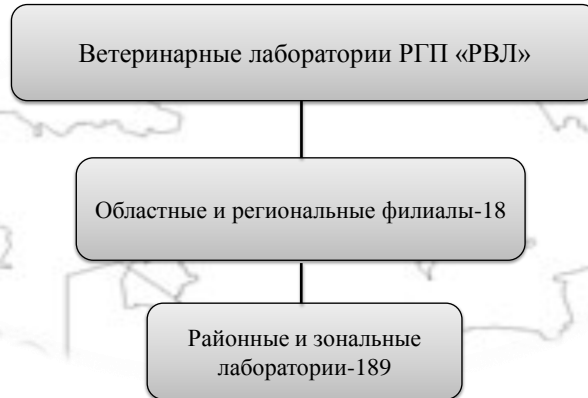 Ветеринарные лаборатории РГП «РВЛ»
Областные и региональные филиалы-18
Районные и зональные
лаборатории-189